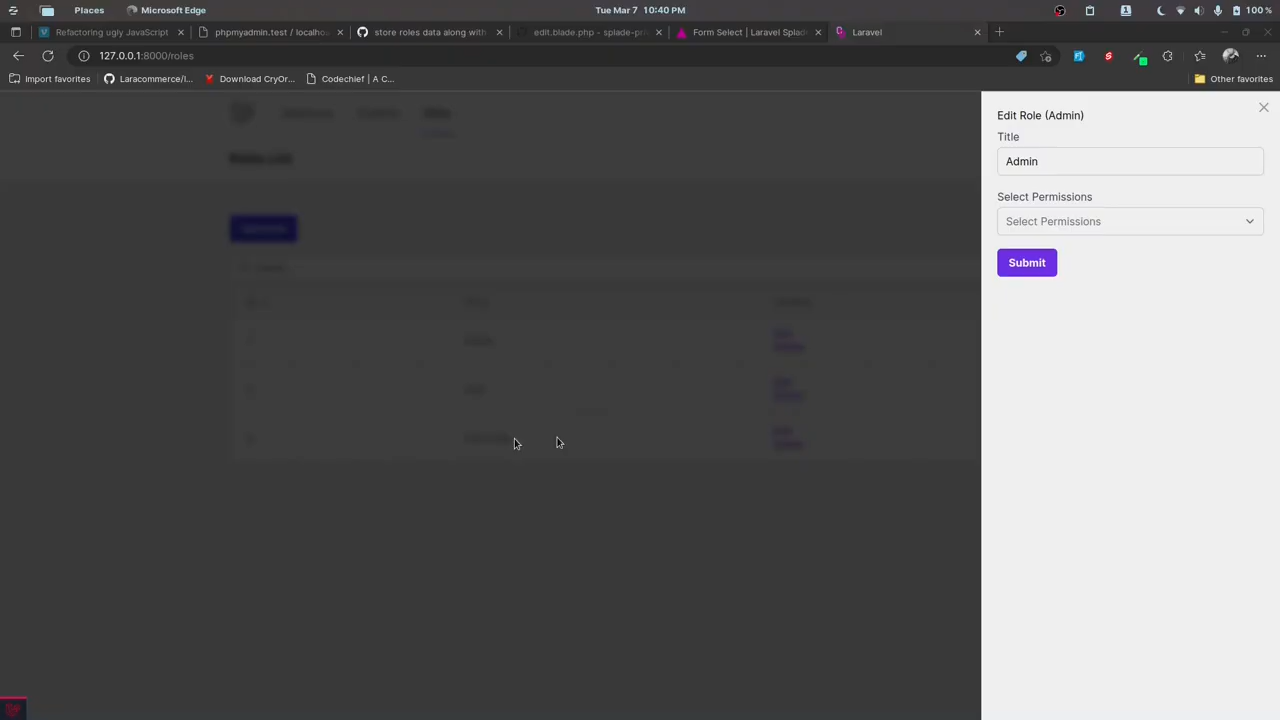 Places
Microsoft Edge
Tue Mar 7 10:40 PM
100 %
Refactoring ugly JavaScript
phpmyadmin.test / localho
store roles data along with
edit.blade.php - splade-pri
Form Select | Laravel Splade
Laravel
127.0.0.1:8000/roles
Import favorites
Laracommerce/l...
Download CryOr...
Codechief | A C...
Other favorites
Edit Role (Admin)
Title
Admin
Select Permissions
Select Permissions
Submit